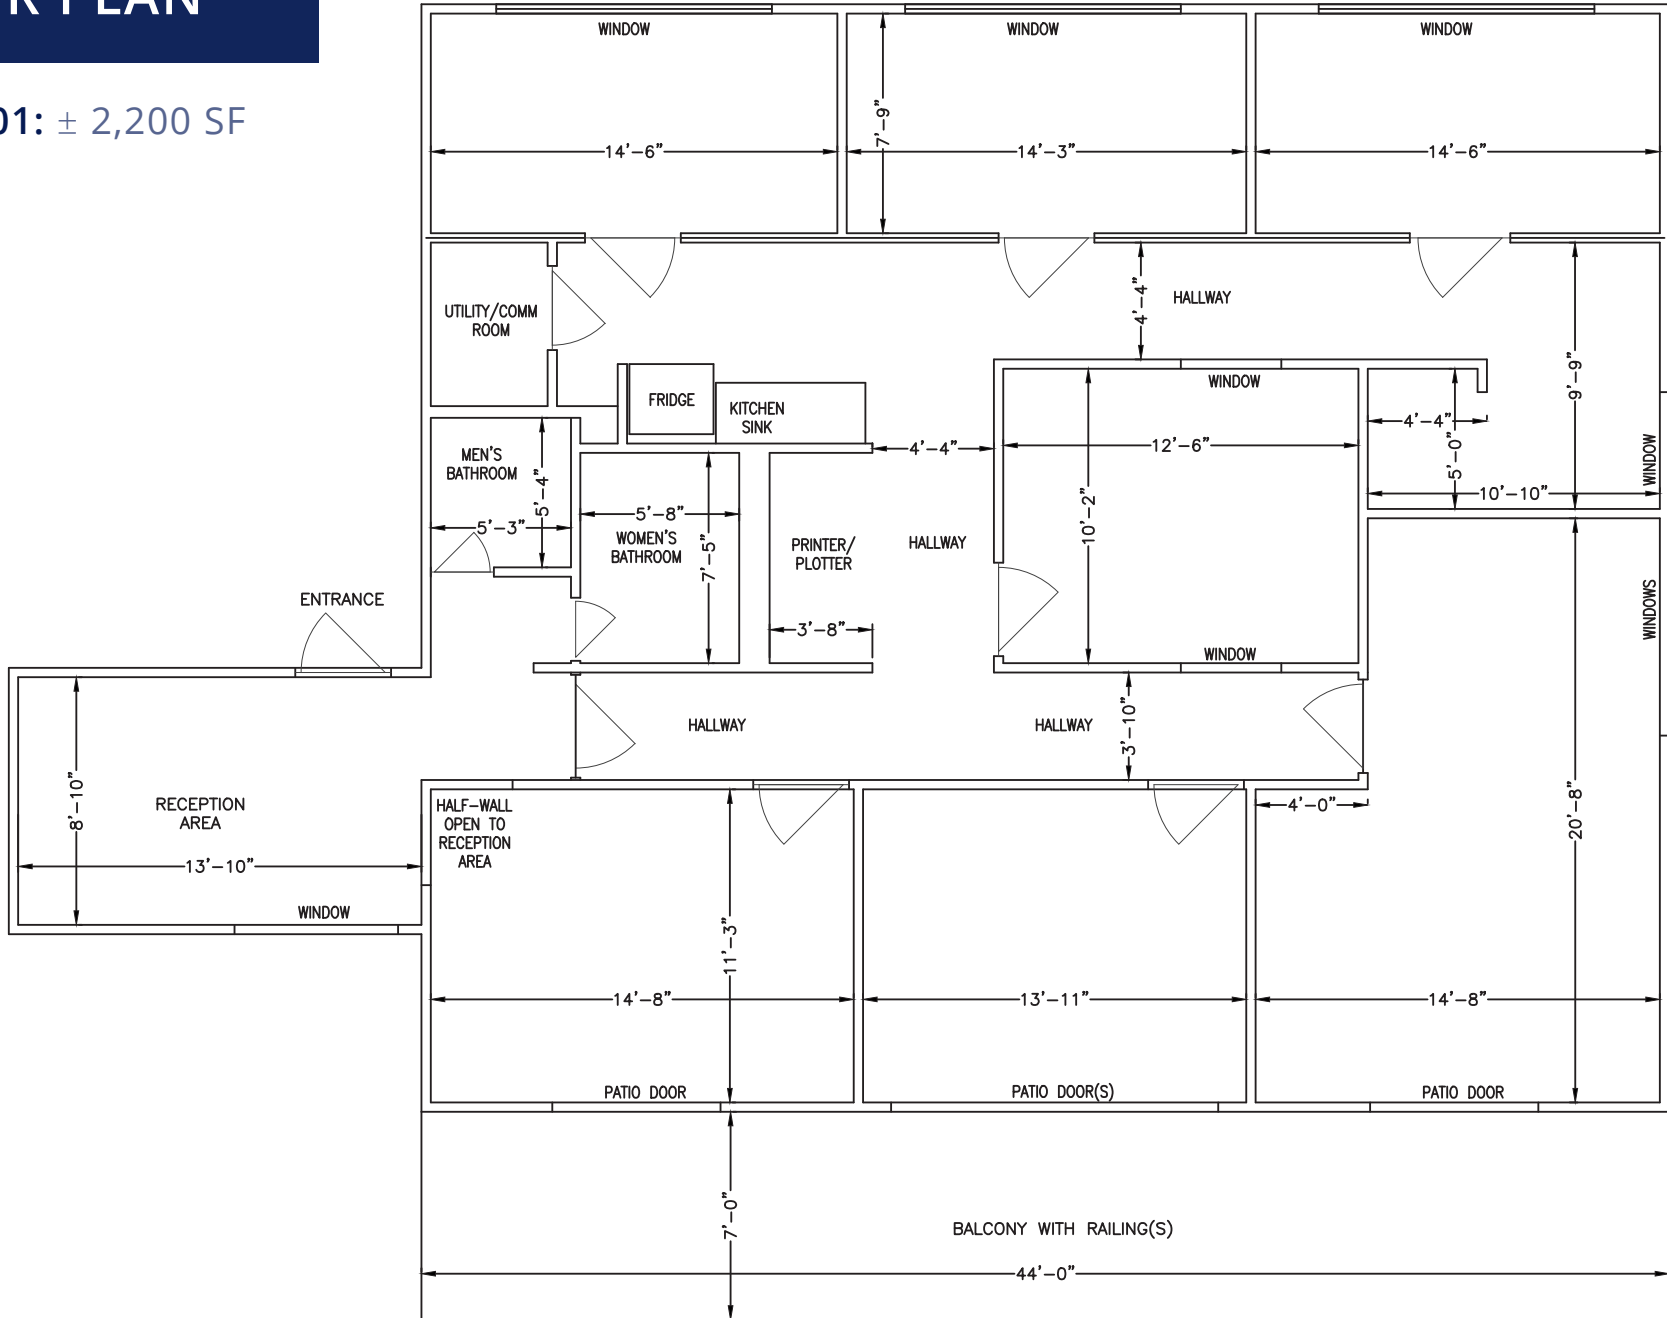 R PLAN
01: ± 2,200 SF
WINDOW
WINDOW
WINDOW
7'-9"
14'-6"
14'-3"
14'-6"
UTILITY/COMM
ROOM
4'-4"
HALLWAY
9'-9"
FRIDGE
KITCHEN
SINK
WINDOW
4'-4"
12'-6"
4'-4"
5'-0"
WINDOW
10'-10"
MEN'S
BATHROOM
5'-4"
5'-3"
5'-8"
WOMEN'S
BATHROOM
7'-5"
PRINTER/
PLOTTER
HALLWAY
10'-2"
3'-8"
WINDOW
WINDOWS
ENTRANCE
HALLWAY
HALLWAY
3'-10"
8'-10"
RECEPTION
AREA
13'-10"
WINDOW
HALF-WALL
OPEN TO
RECEPTION
AREA
4'-0"
20'-8"
11'-3"
14'-8"
13'-11"
14'-8"
PATIO DOOR
PATIO DOOR(S)
PATIO DOOR
7'-0"
BALCONY WITH RAILING(S)
44'-0"